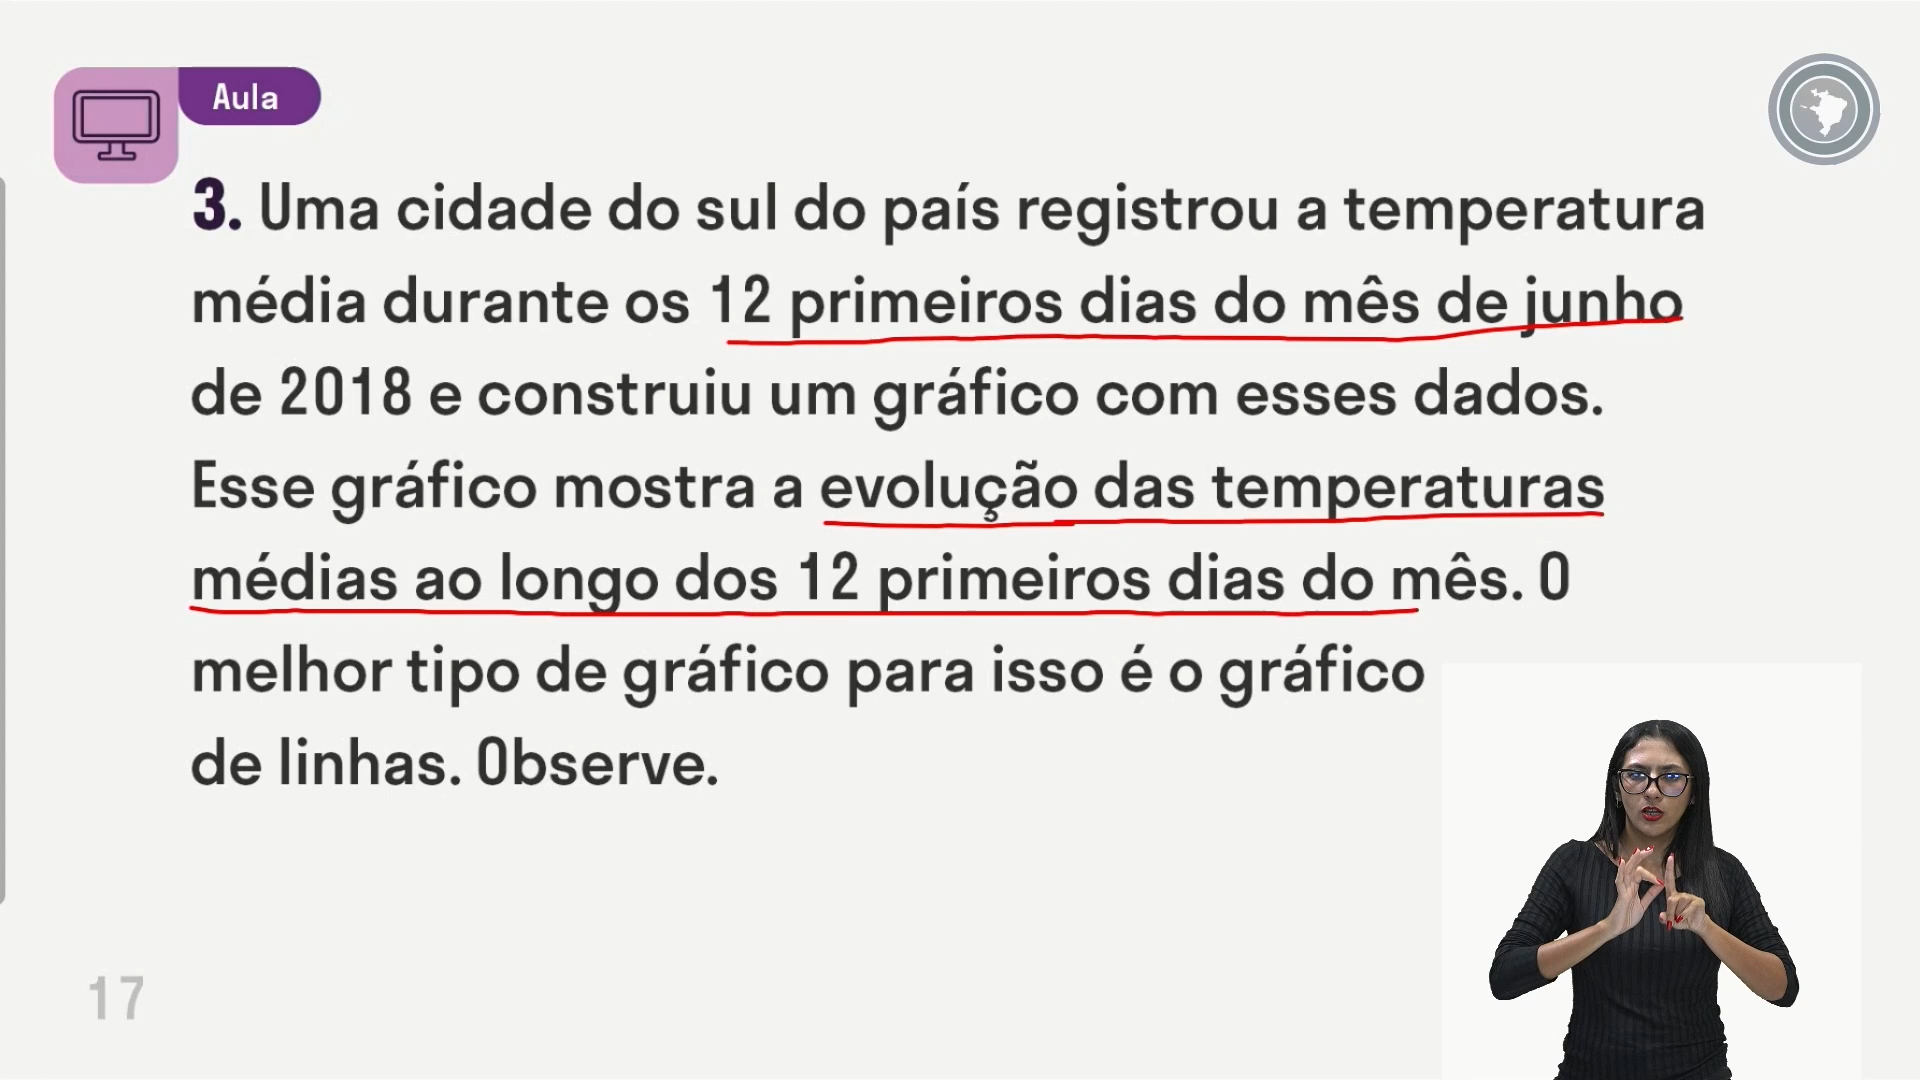 Aula
3. Uma cidade do sul do país registrou a temperatura
média durante os 12 primeiros dias do mês de junho
de 2018 e construiu um gráfico com esses dados.
Esse gráfico mostra a evolução das temperaturas
médias ao longo dos 12 primeiros dias do mês. O
melhor tipo de gráfico para isso é o gráfico
de linhas. Observe.
17